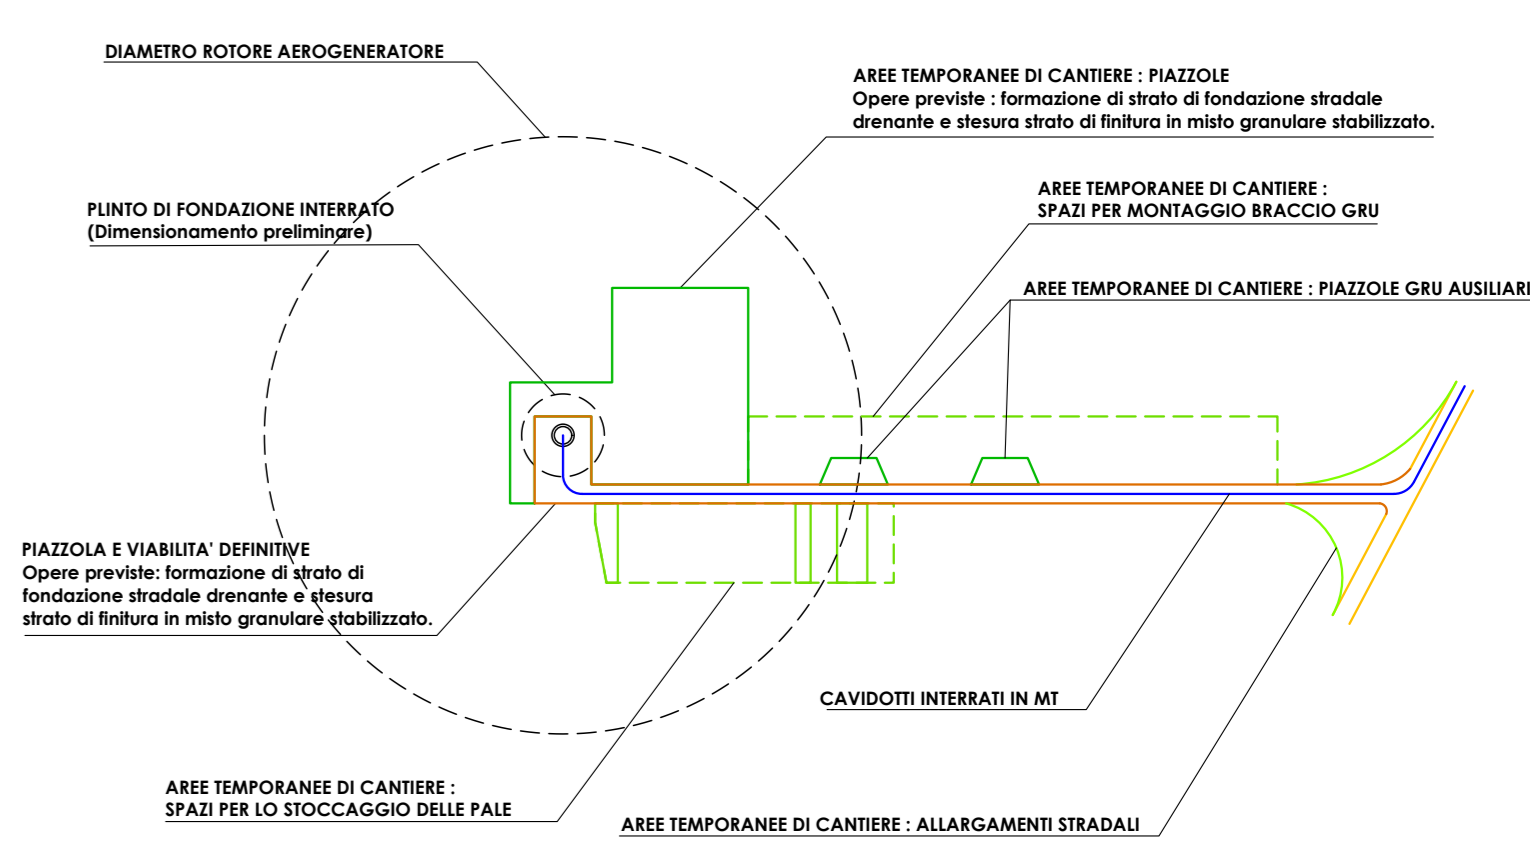 DIAMETRO ROTORE AEROGENERATORE
AREE TEMPORANEE DI CANTIERE : PIAZZOLE
Opere previste : formazione di strato di fondazione stradale
drenante e stesura strato di finitura in misto granulare stabilizzato.
AREE TEMPORANEE DI CANTIERE :
SPAZI PER MONTAGGIO BRACCIO GRU
PLINTO DI FONDAZIONE INTERRATO
(Dimensionamento preliminare)
AREE TEMPORANEE DI CANTIERE : PIAZZOLE GRU AUSILIARI
PIAZZOLA E VIABILITA' DEFINITIVE
Opere previste: formazione di strato di
fondazione stradale drenante e stesura
strato di finitura in misto granulare stabilizzato.
CAVIDOTTI INTERRATI IN MT
AREE TEMPORANEE DI CANTIERE :
SPAZI PER LO STOCCAGGIO DELLE PALE
AREE TEMPORANEE DI CANTIERE : ALLARGAMENTI STRADALI